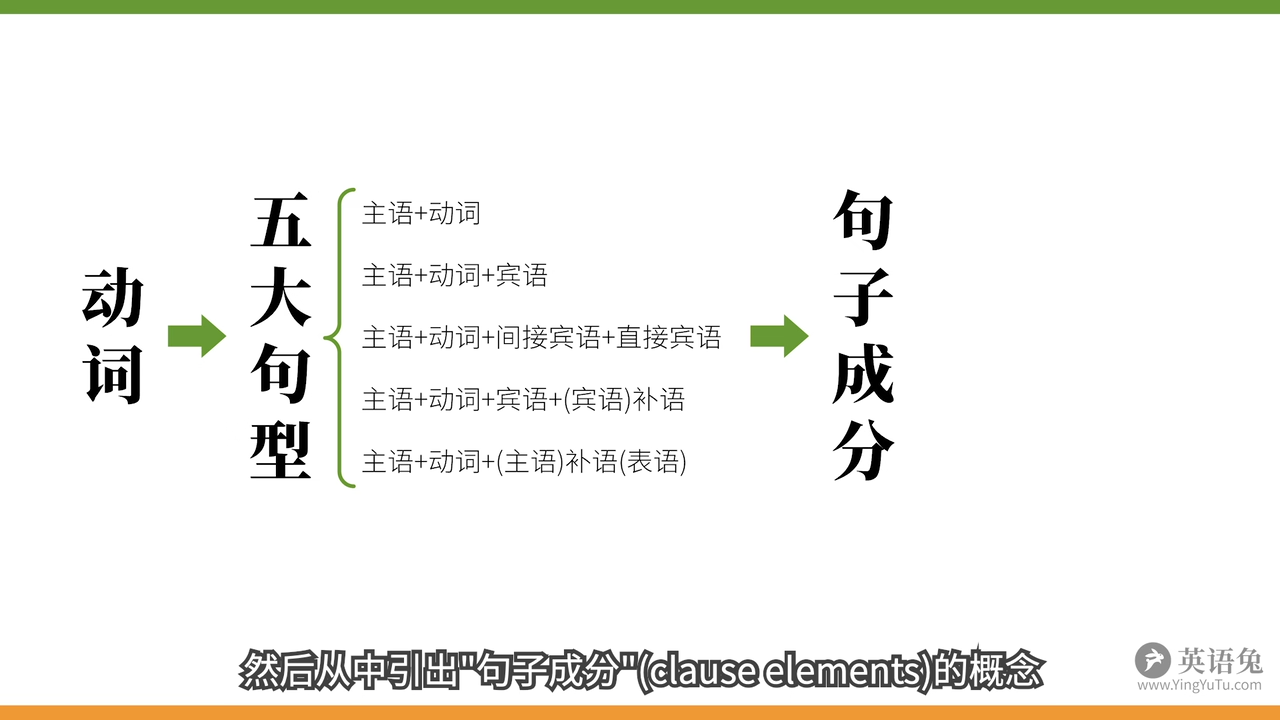 动词
五大句型
主语+动词
主语+动词+宾语
主语+动词+间接宾语+直接宾语
主语+动词+宾语+(宾语)补语
主语+动词+(主语)补语(表语)
句子成分
然后从中引出"句子成分"(clause elements)的概念
英语兔
www.YingYuTu.com